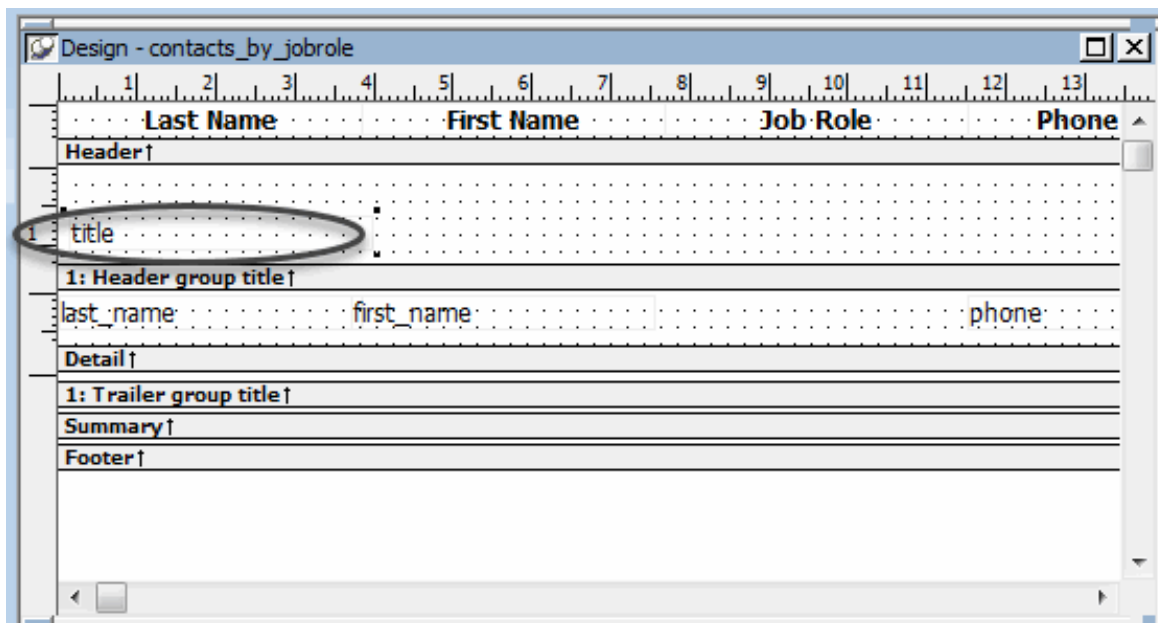 Design - contacts_by_jobrole
1 2 3 4 5 6 7 8 9 10 11 12 13
Last Name First Name Job Role Phone
Header↑
1 title
1: Header group title↑
last_name first_name phone
Detail↑
1: Trailer group title↑
Summary↑
Footer↑